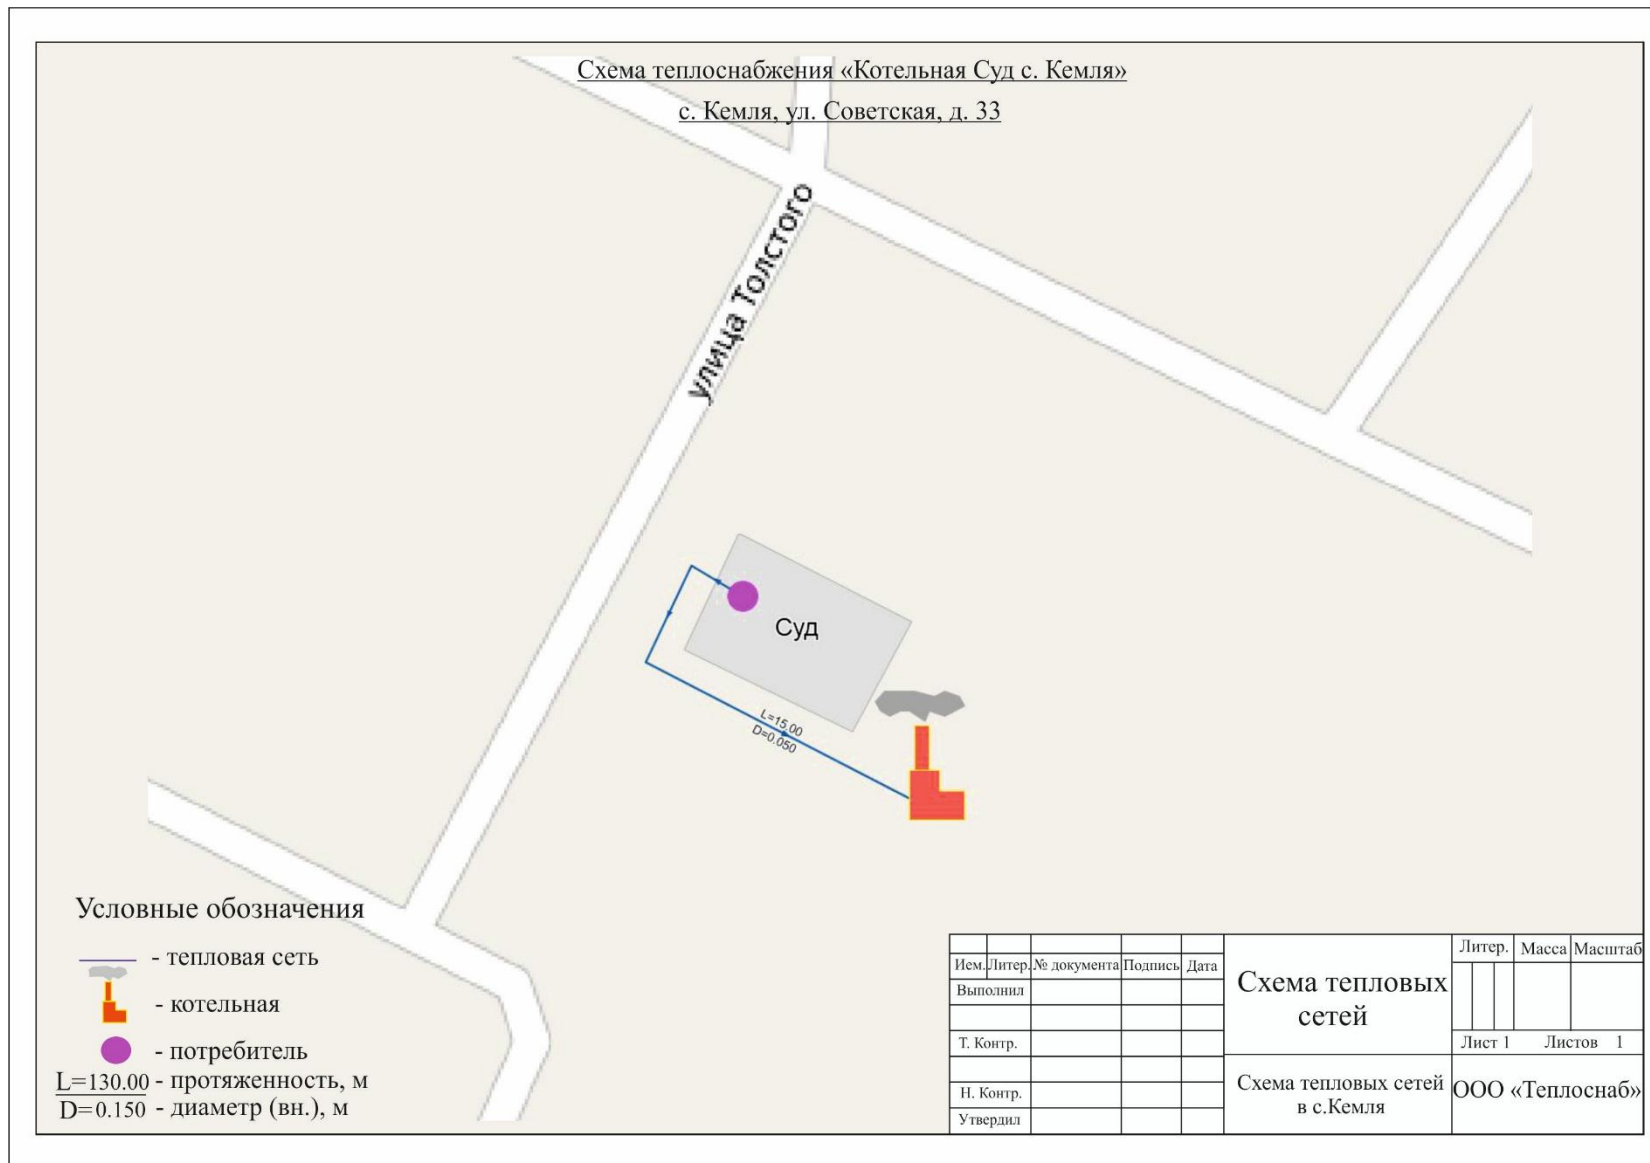 Схема теплоснабжения «Котельная Суд с. Кемля»
с. Кемля, ул. Советская, д. 33
улица Толстого
Суд
L=15.00
D=0.050
Условные обозначения
- тепловая сеть
- котельная
- потребитель
L=130.00 - протяженность, м
D=0.150 - диаметр (вн.), м
Ием. Литер. № документа Подпись Дата
Выполнил
Т. Контр.
Н. Контр.
Утвердил
Схема тепловых
сетей
Схема тепловых сетей
в с.Кемля
Литер. Масса Масштаб
Лист 1 Листов 1
ООО «Теплоснаб»